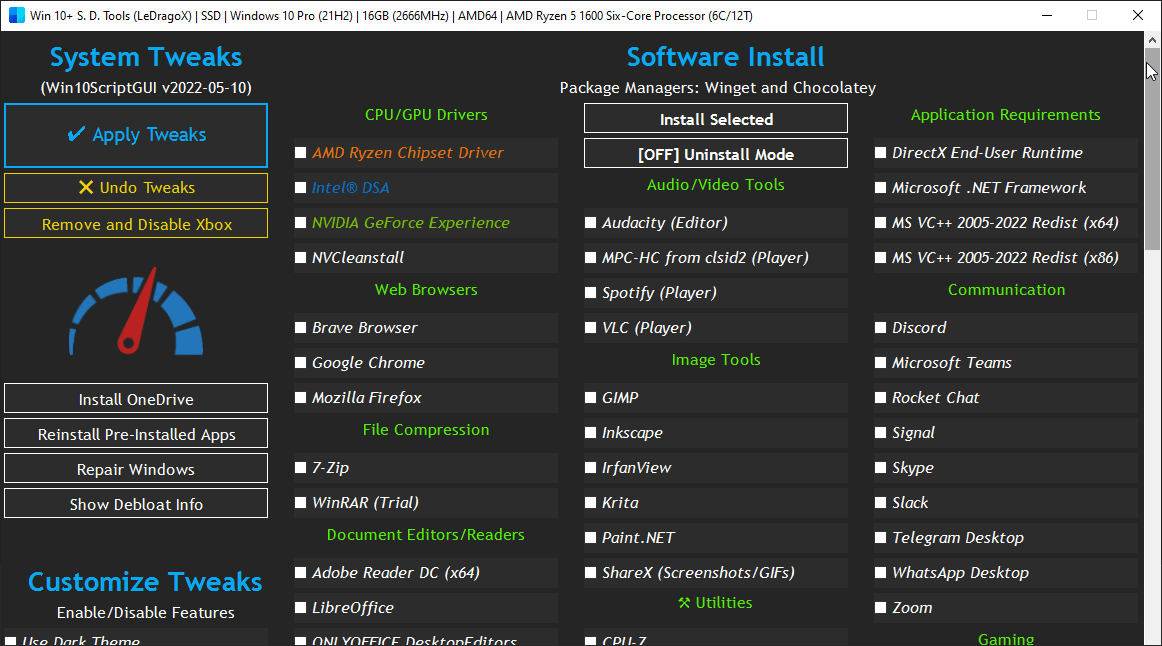 Win 10+ S. D. Tools (LeDragoX) | SSD | Windows 10 Pro (21H2) | 16GB (2666MHz) | AMD64 | AMD Ryzen 5 1600 Six-Core Processor (6C/12T)
System Tweaks
(Win10ScriptGUI v2022-05-10)
✔ Apply Tweaks
✕ Undo Tweaks
Remove and Disable Xbox
Install OneDrive
Reinstall Pre-Installed Apps
Repair Windows
Show Debloat Info
Customize Tweaks
Enable/Disable Features
Use Dark Theme
Software Install
Package Managers: Winget and Chocolatey
CPU/GPU Drivers
AMD Ryzen Chipset Driver
Intel® DSA
NVIDIA GeForce Experience
NVCleanstall
Web Browsers
Brave Browser
Google Chrome
Mozilla Firefox
File Compression
7-Zip
WinRAR (Trial)
Document Editors/Readers
Adobe Reader DC (x64)
LibreOffice
ONLYOFFICE DesktopEditors
Install Selected
[OFF] Uninstall Mode
Audio/Video Tools
Audacity (Editor)
MPC-HC from clsid2 (Player)
Spotify (Player)
VLC (Player)
Image Tools
GIMP
Inkscape
IrfanView
Krita
Paint.NET
ShareX (Screenshots/GIFs)
⚒ Utilities
CPU-Z
Application Requirements
DirectX End-User Runtime
Microsoft .NET Framework
MS VC++ 2005-2022 Redist (x64)
MS VC++ 2005-2022 Redist (x86)
Communication
Discord
Microsoft Teams
Rocket Chat
Signal
Skype
Slack
Telegram Desktop
WhatsApp Desktop
Zoom
Gaming